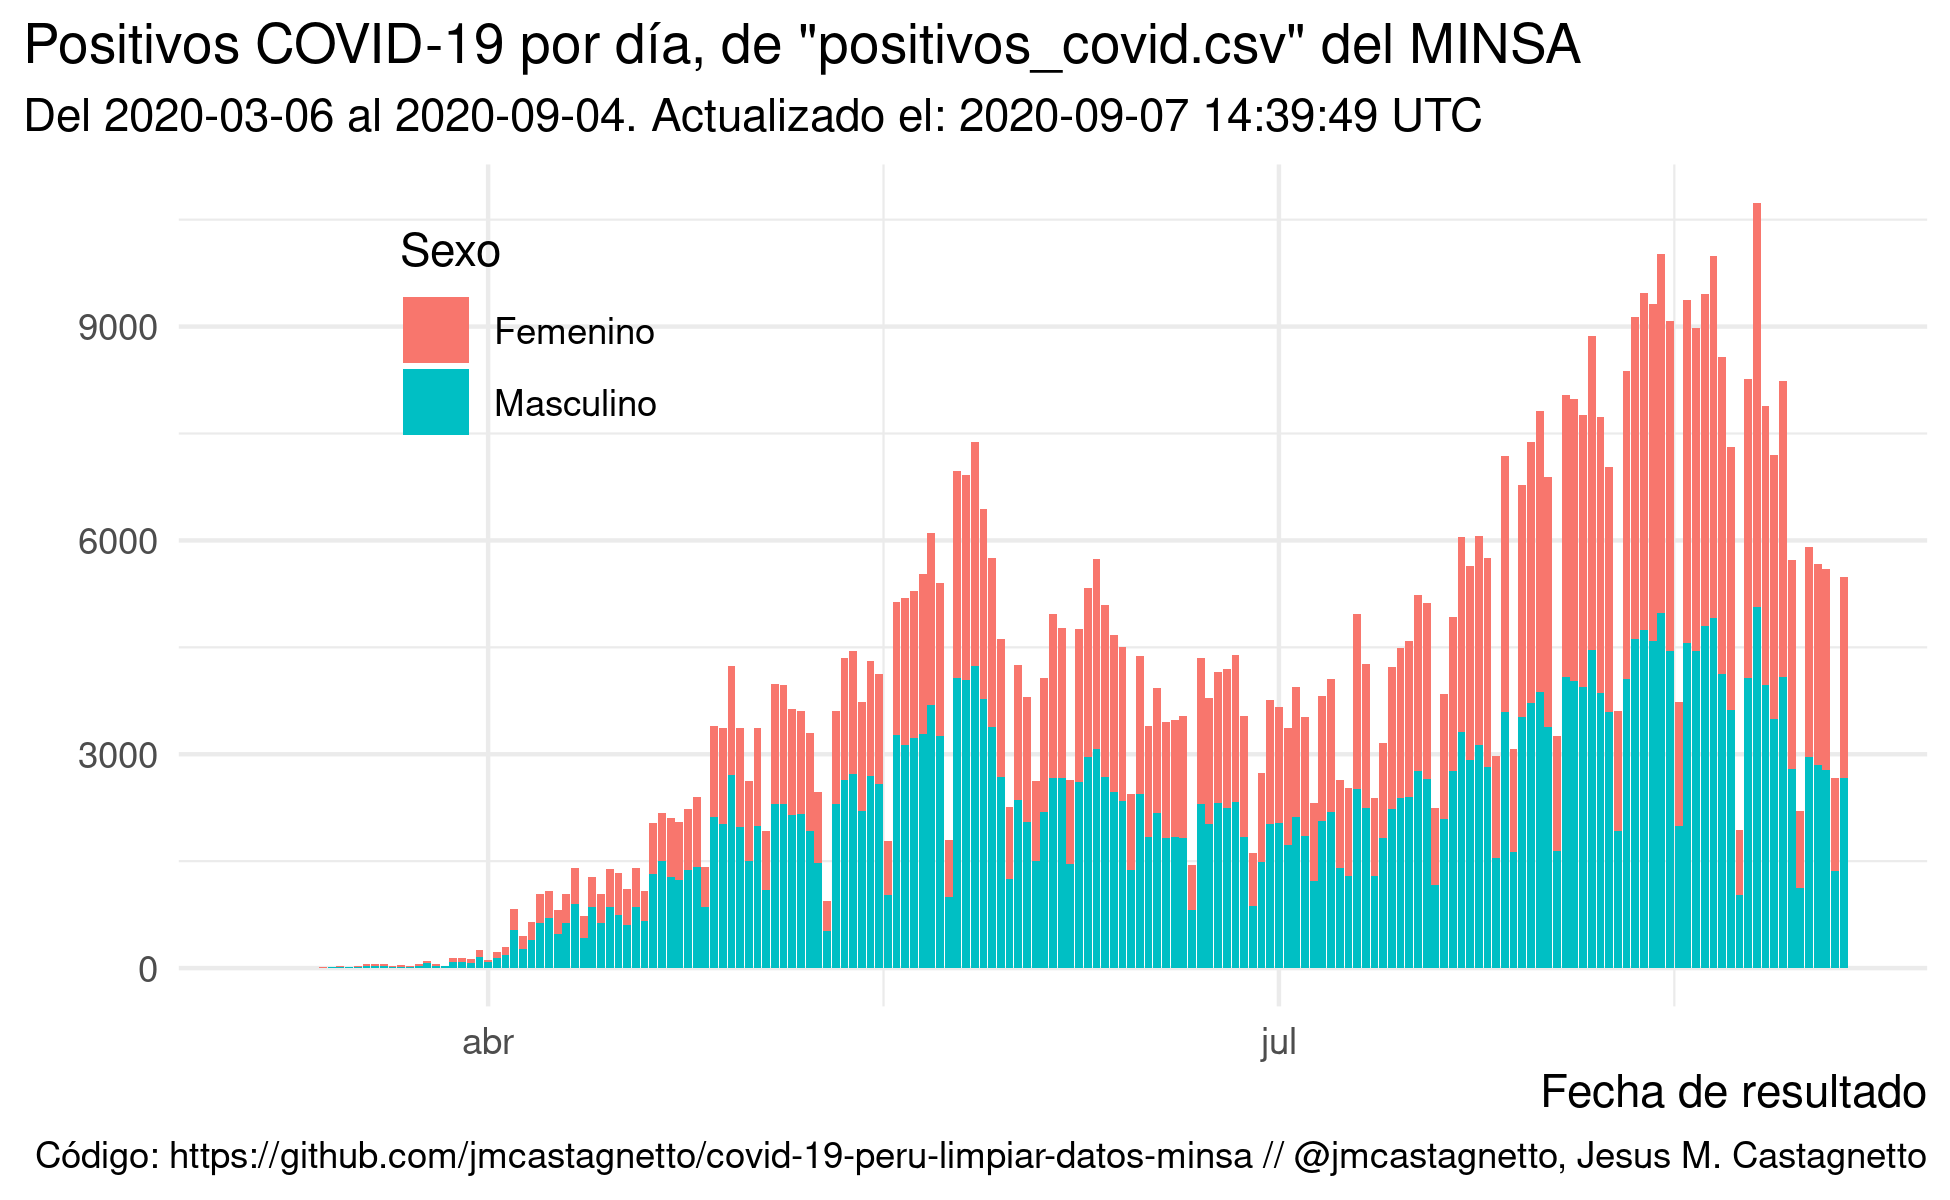 Positivos COVID-19 por día, de "positivos_covid.csv" del MINSA
Del 2020-03-06 al 2020-09-04. Actualizado el: 2020-09-07 14:39:49 UTC
Sexo
Femenino
Masculino
9000
6000
3000
0
abr jul
Fecha de resultado
Código: https://github.com/jmcastagnetto/covid-19-peru-limpiar-datos-minsa // @jmcastagnetto, Jesus M. Castagnetto